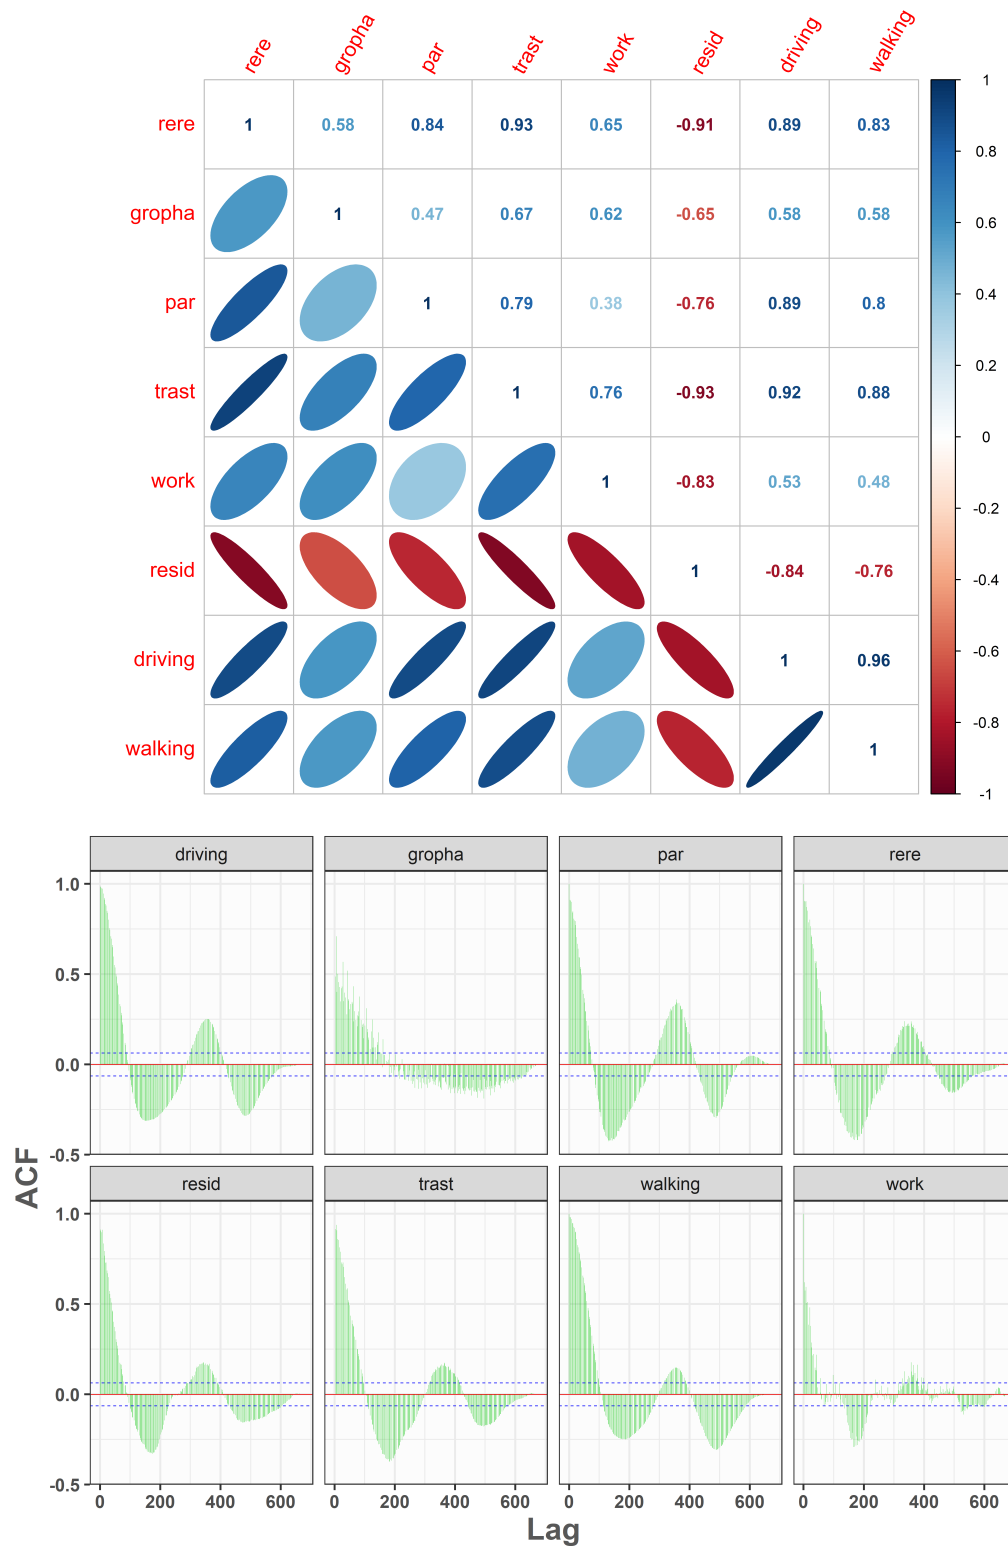 rere gropha par trast work resid driving walking
rere 1 0.58 0.84 0.93 0.65 -0.91 0.89 0.83
gropha 1 0.47 0.67 0.62 -0.65 0.58 0.58
par 1 0.79 0.38 -0.76 0.89 0.8
trast 1 0.76 -0.93 0.92 0.88
work 1 -0.83 0.53 0.48
resid 1 -0.84 -0.76
driving 1 0.96
walking 1
1
0.8
0.6
0.4
0.2
0
-0.2
-0.4
-0.6
-0.8
-1
driving gropha par rere
1.0
0.5
0.0
-0.5
resid trast walking work
1.0
0.5
0.0
-0.5
0 200 400 600 0 200 400 600 0 200 400 600 0 200 400 600
ACF
Lag